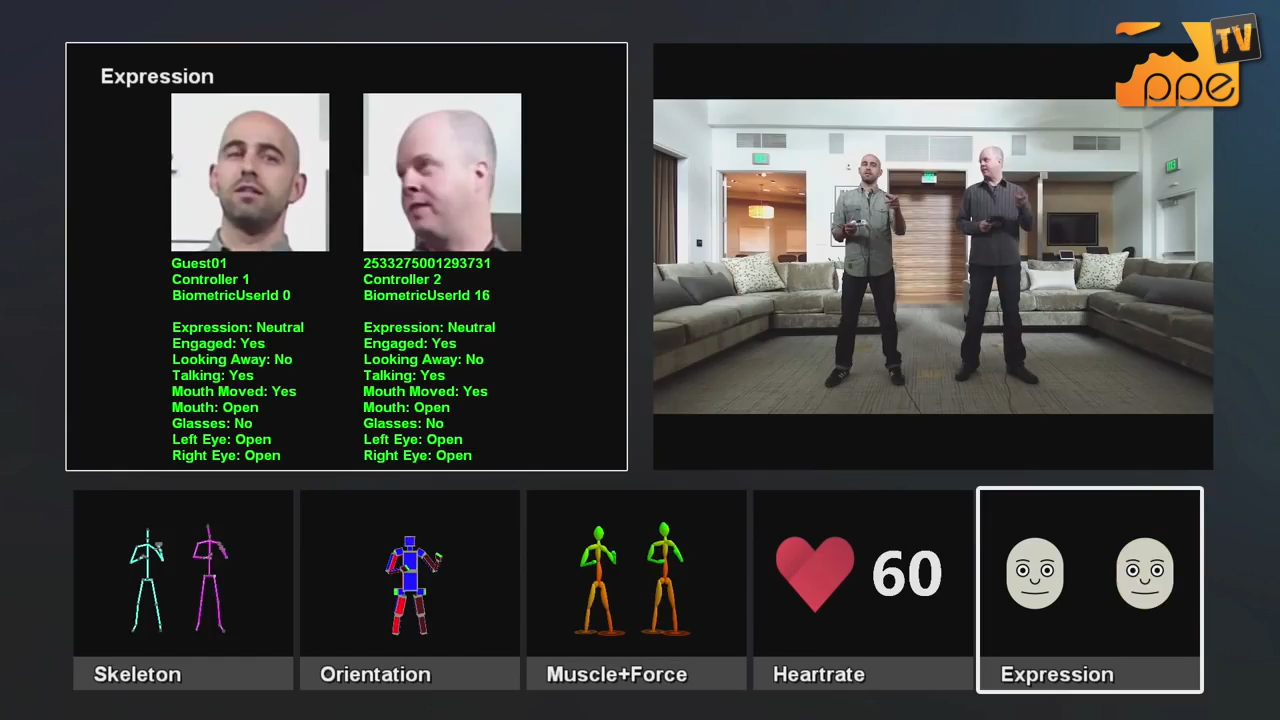 Expression
Guest01
Controller 1
BiometricUserId 0
Expression: Neutral
Engaged: Yes
Looking Away: No
Talking: Yes
Mouth Moved: Yes
Mouth: Open
Glasses: No
Left Eye: Open
Right Eye: Open
2533275001293731
Controller 2
BiometricUserId 16
Expression: Neutral
Engaged: Yes
Looking Away: No
Talking: Yes
Mouth Moved: Yes
Mouth: Open
Glasses: No
Left Eye: Open
Right Eye: Open
TV
ppe
60
Skeleton
Orientation
Muscle+Force
Heartrate
Expression